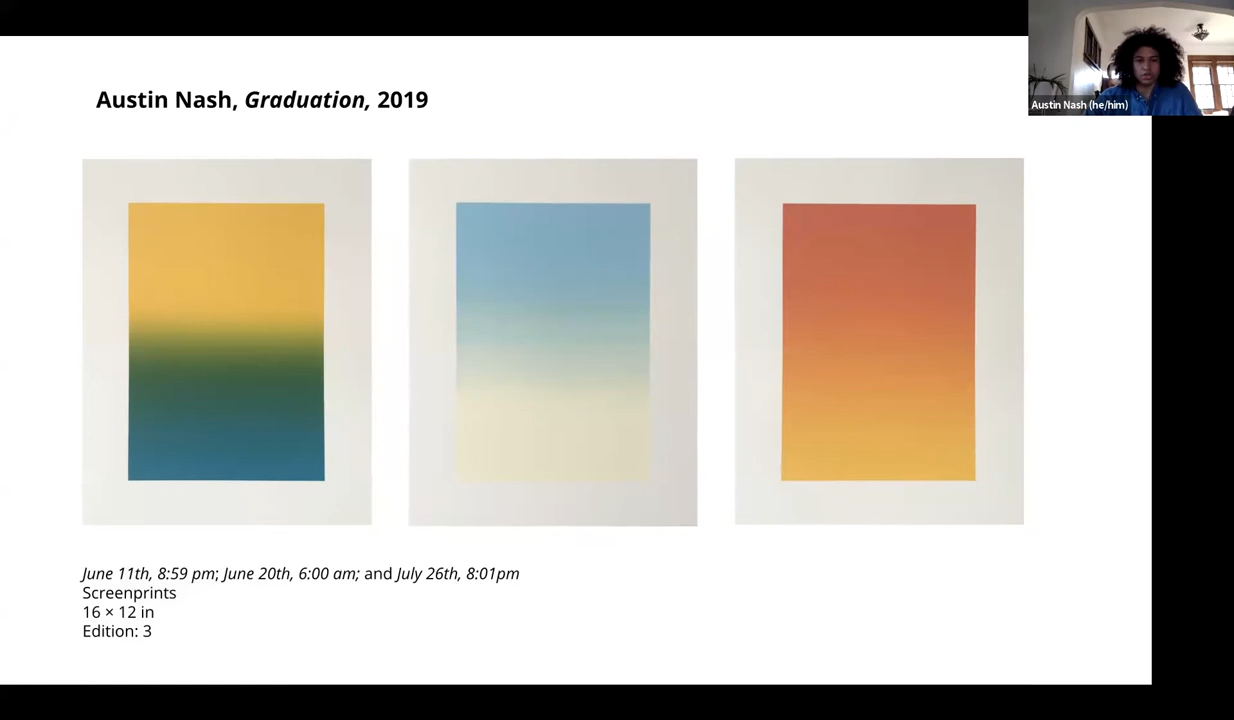 Austin Nash, Graduation, 2019
Austin Nash (he/him)
June 11th, 8:59 pm; June 20th, 6:00 am; and July 26th, 8:01pm
Screenprints
16 × 12 in
Edition: 3